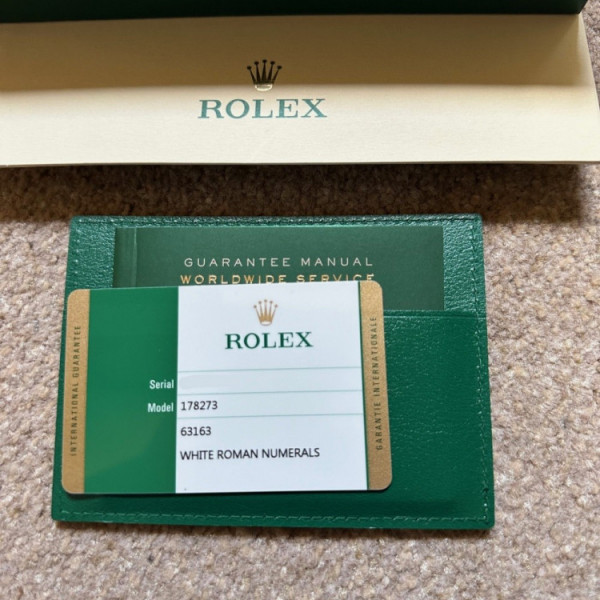 ROLEX
GUARANTEE MANUAL
WORLDWIDE SERVICE
INTERNATIONAL GUARANTEE
ROLEX
GARANTIE INTERNATIONALE
Serial
Model 178273
63163
WHITE ROMAN NUMERALS